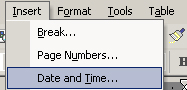 Insert Format Tools Table
Break...
Page Numbers...
Date and Time...